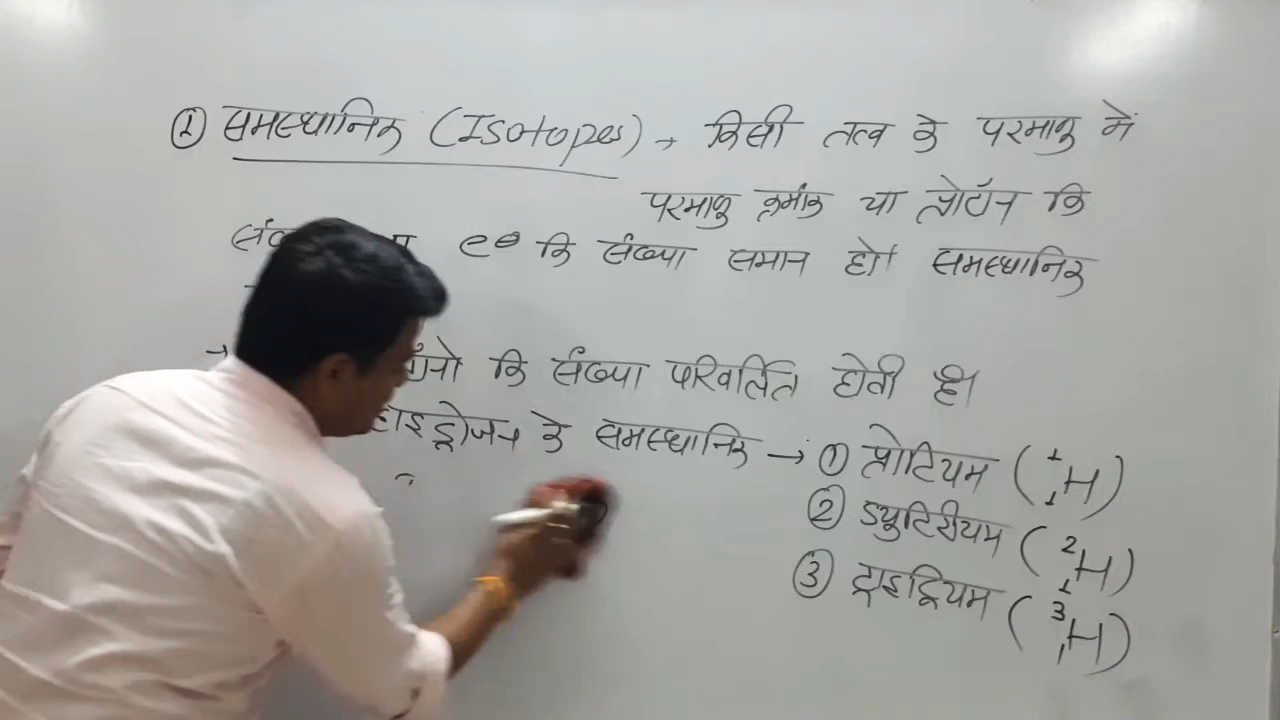 ① समस्थानिक (Isotopes) → किसी तत्व के परमाणु में
परमाणु क्रमांक या प्रोटॉन कि
e⊖ कि संख्या समान हो। समस्थानिक
कि संख्या परिवर्तित होती है।
हाइड्रोजन के समस्थानिक → ① प्रोटियम (¹₁H)
② ड्युटिरीयम (²₁H)
③ ट्राइट्रियम (³₁H)